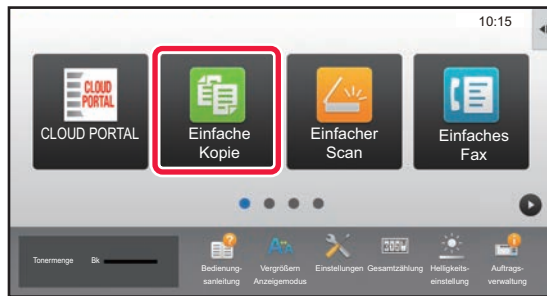 10:15
CLOUD
PORTAL
CLOUD PORTAL
Einfache
Kopie
Einfacher
Scan
Einfaches
Fax
Tonermenge Bk
Bedienung-
sanleitung
Vergrößern
Anzeigemodus
Einstellungen
Gesamtzählung
Helligkeits-
einstellung
Auftrags-
verwaltung